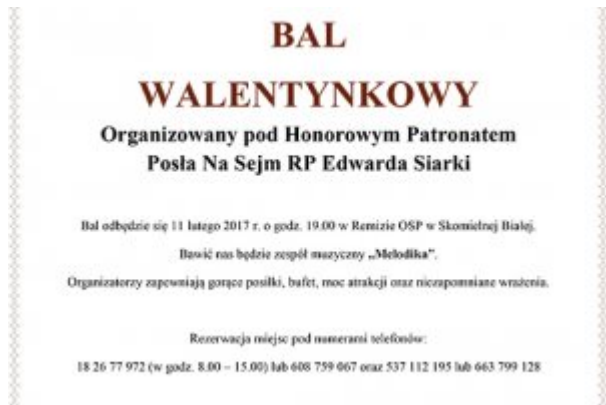 BAL
WALENTYNKOWY
Organizowany pod Honorowym Patronatem
Posła Na Sejm RP Edwarda Siarki
Bal odbędzie się 11 lutego 2017 r. o godz. 19.00 w Remizie OSP w Skomielnej Białej.
Bawić nas będzie zespół muzyczny „Melodika”.
Organizatorzy zapewniają gorące posiłki, bufet, moc atrakcji oraz niezapomniane wrażenia.
Rezerwacja miejsc pod numerami telefonów:
18 26 77 972 (w godz. 8.00 – 15.00) lub 608 759 067 oraz 537 112 195 lub 663 799 128